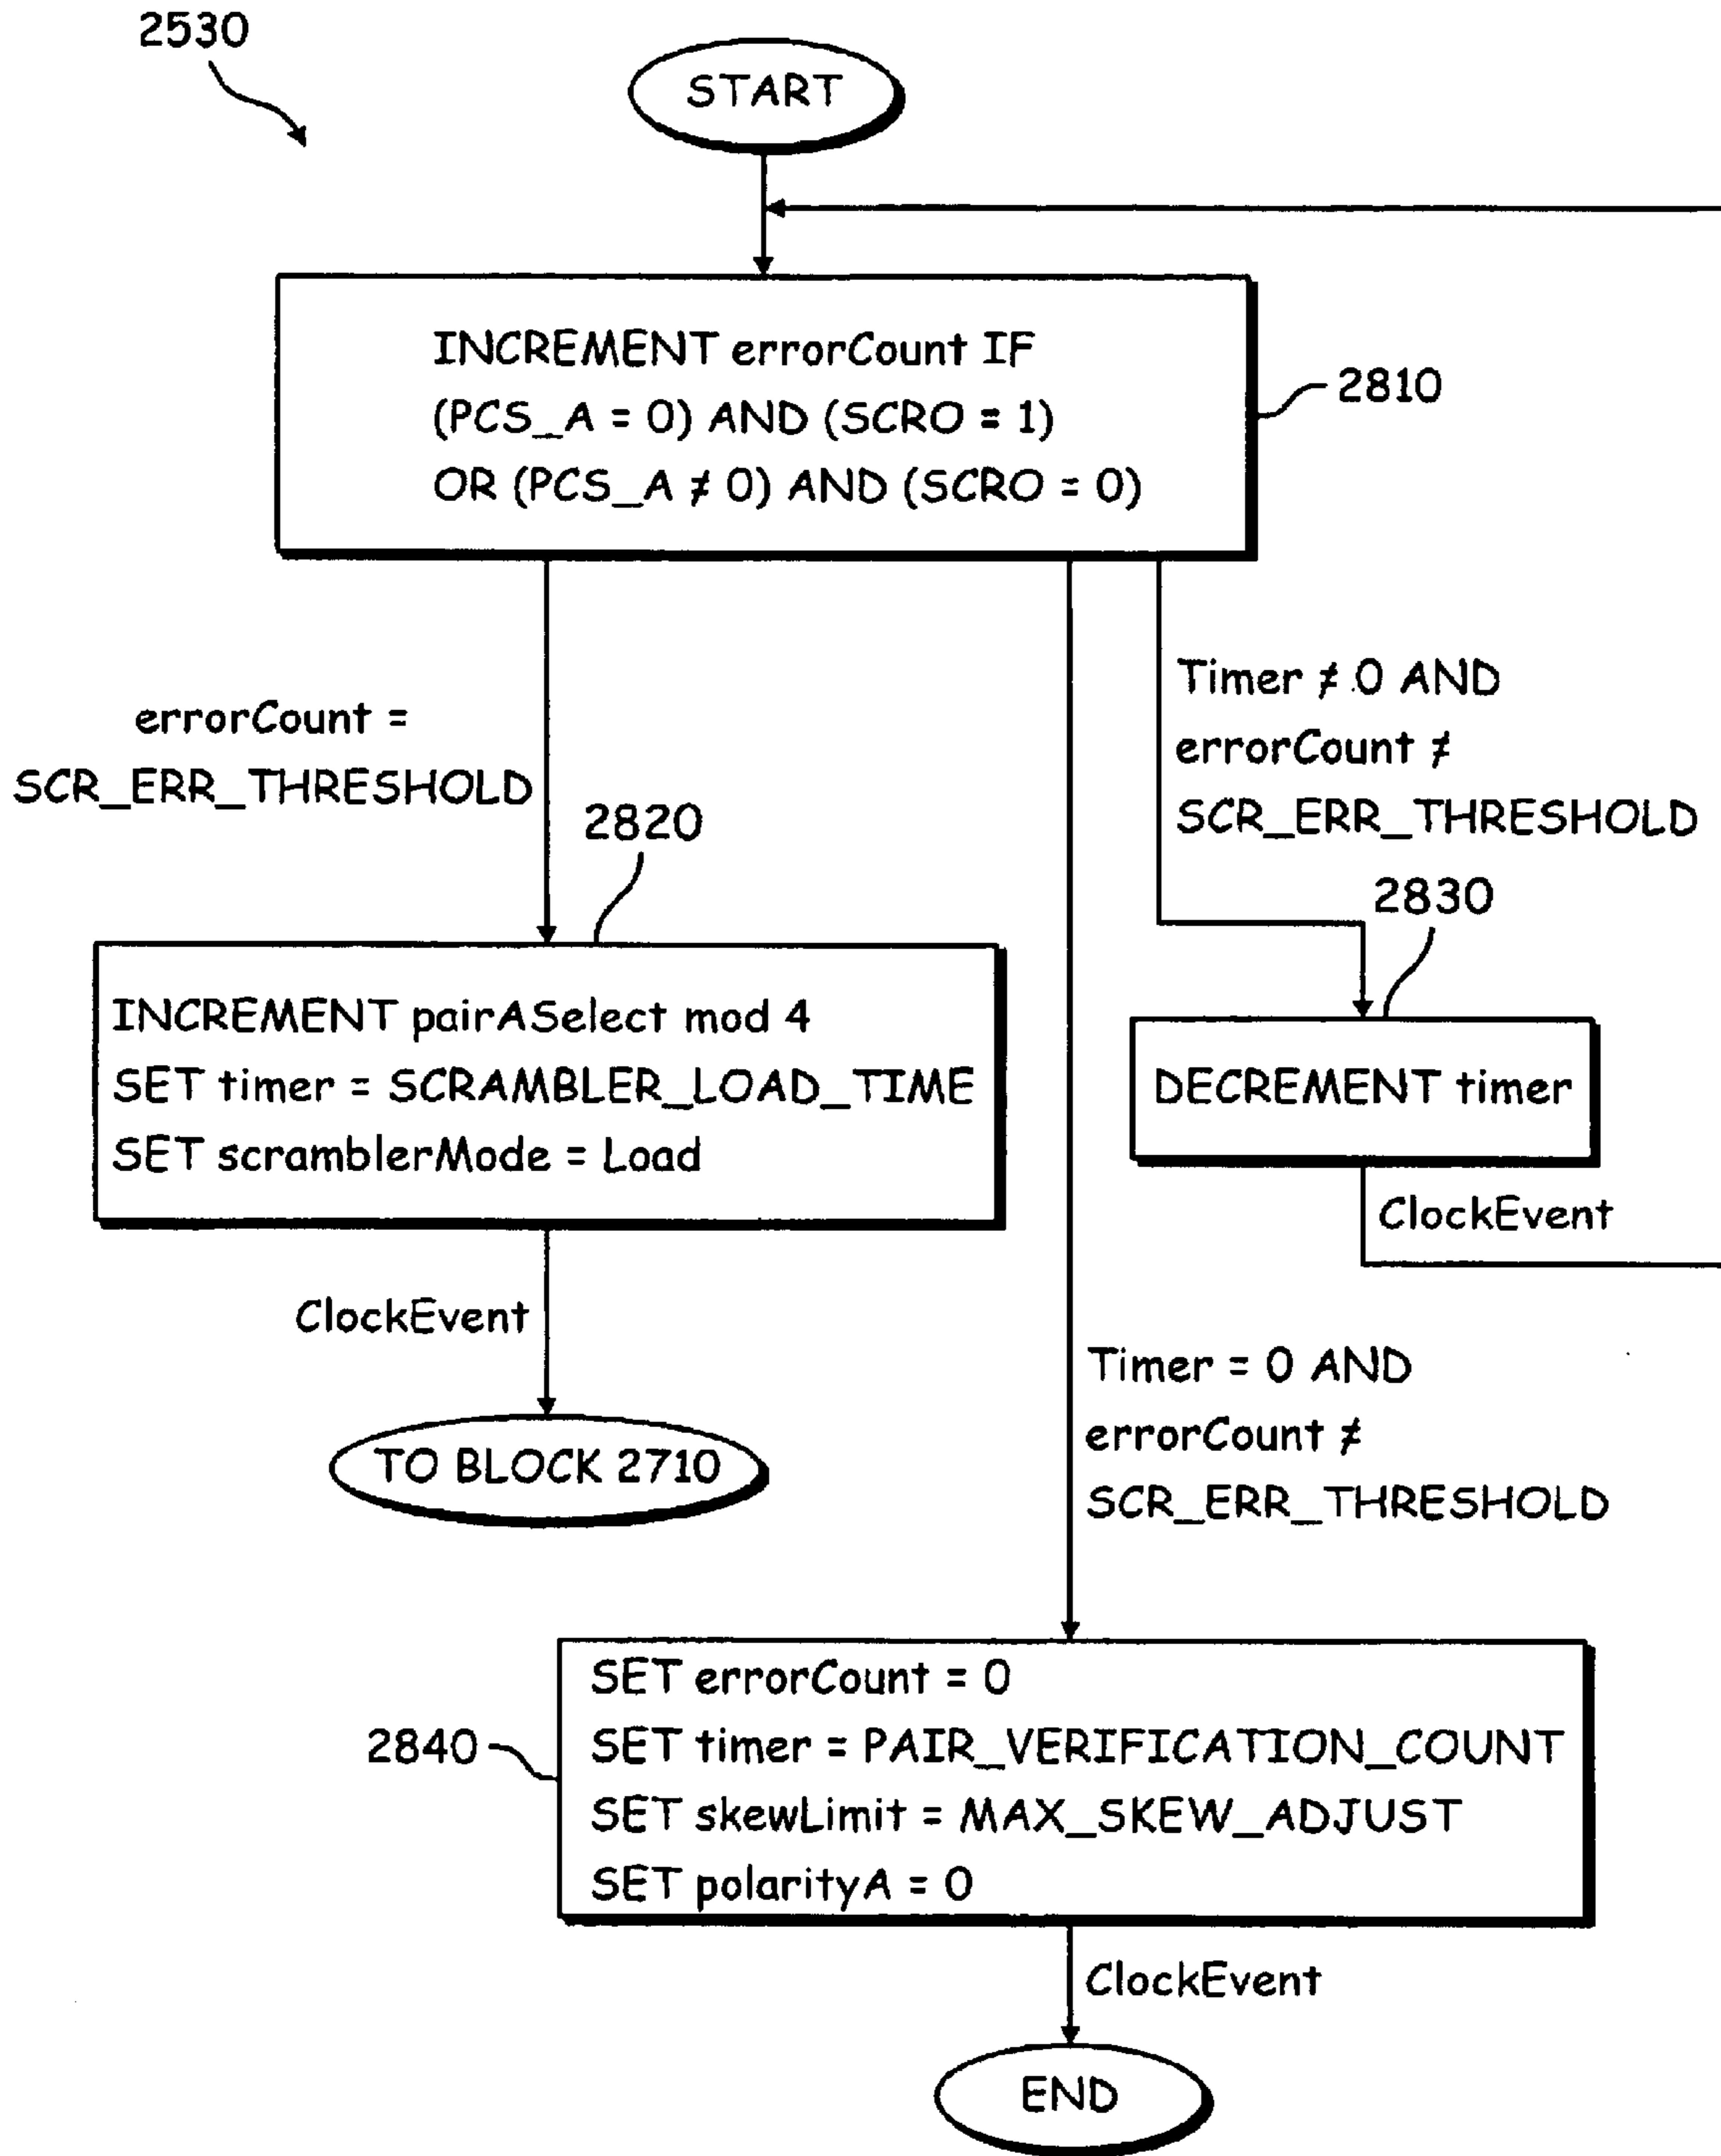 2530
START
INCREMENT errorCount IF
(PCS_A = 0) AND (SCRO = 1)
OR (PCS_A ≠ 0) AND (SCRO = 0)
2810
errorCount =
SCR_ERR_THRESHOLD
Timer ≠ 0 AND
errorCount ≠
SCR_ERR_THRESHOLD
2820
INCREMENT pairASelect mod 4
SET timer = SCRAMBLER_LOAD_TIME
SET scramblerMode = Load
2830
DECREMENT timer
ClockEvent
ClockEvent
TO BLOCK 2710
Timer = 0 AND
errorCount ≠
SCR_ERR_THRESHOLD
2840
SET errorCount = 0
SET timer = PAIR_VERIFICATION_COUNT
SET skewLimit = MAX_SKEW_ADJUST
SET polarityA = 0
ClockEvent
END